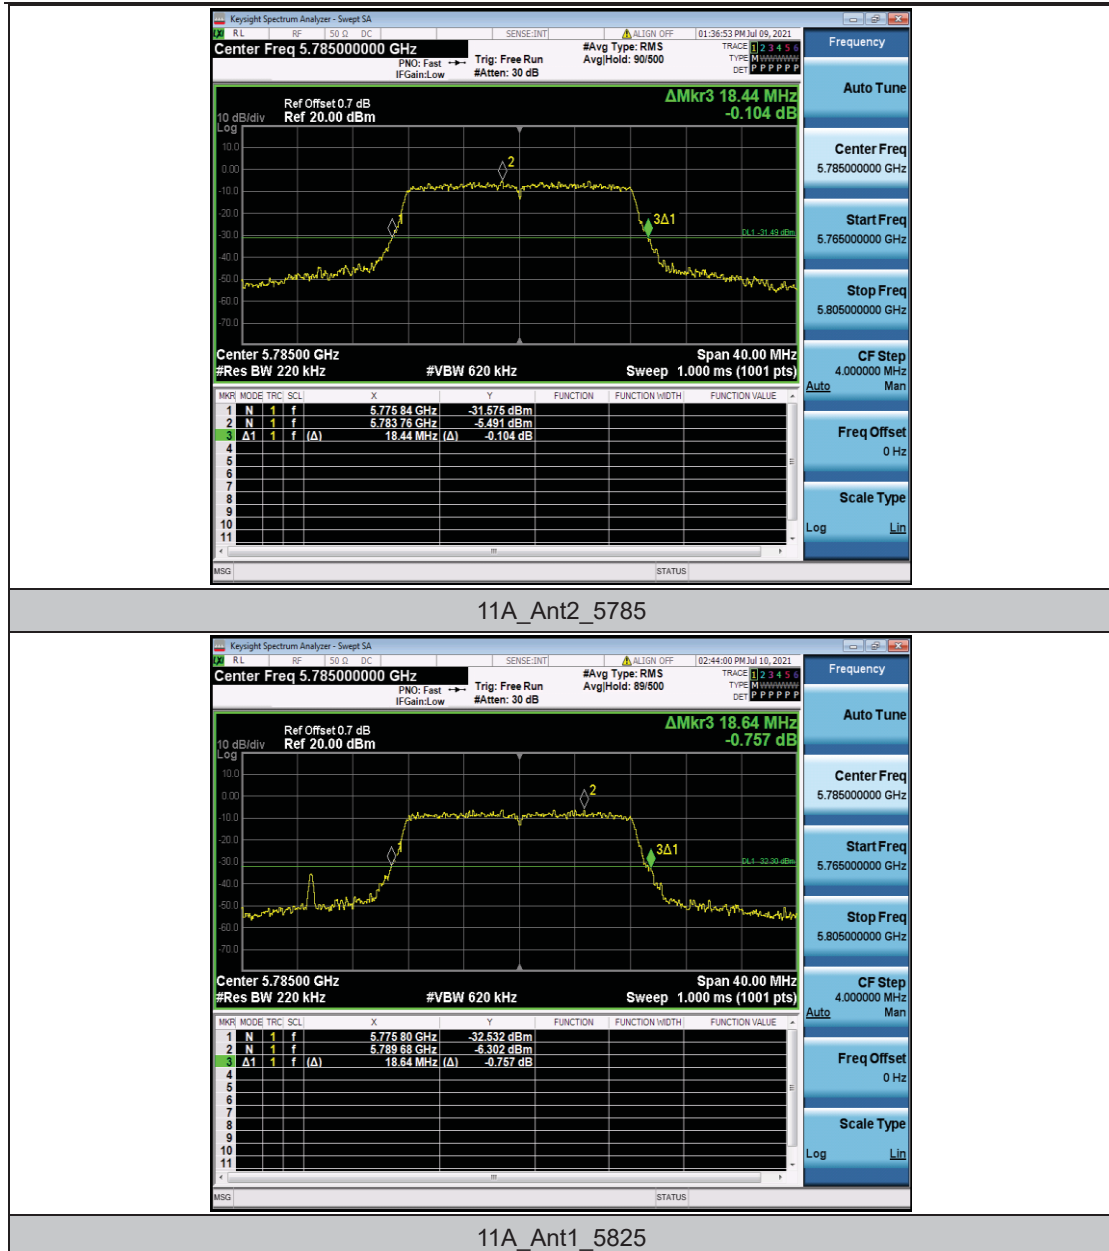 Keysight Spectrum Analyzer - Swept SA
RL RF 50 Ω DC SENSE:INT ALIGN OFF 01:36:53 PM Jul 09, 2021
Center Freq 5.785000000 GHz
PNO: Fast
IFGain:Low
Trig: Free Run
#Atten: 30 dB
#Avg Type: RMS
Avg|Hold: 90/500
TRACE 1 2 3 4 5 6
TYPE M W W W W W
DET P P P P P P
ΔMkr3 18.44 MHz
-0.104 dB
Ref Offset 0.7 dB
10 dB/div Ref 20.00 dBm
Log
10.0
0.00
-10.0
-20.0
-30.0
-40.0
-50.0
-60.0
-70.0
2
1
3Δ1
DL1 -31.49 dBm
Center 5.78500 GHz Span 40.00 MHz
#Res BW 220 kHz #VBW 620 kHz Sweep 1.000 ms (1001 pts)
MKR MODE TRC SCL X Y FUNCTION FUNCTION WIDTH FUNCTION VALUE
1 N 1 f 5.775 84 GHz -31.575 dBm
2 N 1 f 5.783 76 GHz -5.491 dBm
3 Δ1 1 f (Δ) 18.44 MHz (Δ) -0.104 dB
4
5
6
7
8
9
10
11
MSG STATUS
Frequency
Auto Tune
Center Freq
5.785000000 GHz
Start Freq
5.765000000 GHz
Stop Freq
5.805000000 GHz
CF Step
4.000000 MHz
Auto Man
Freq Offset
0 Hz
Scale Type
Log Lin
11A_Ant2_5785
Keysight Spectrum Analyzer - Swept SA
RL RF 50 Ω DC SENSE:INT ALIGN OFF 02:44:00 PM Jul 10, 2021
Center Freq 5.785000000 GHz
PNO: Fast
IFGain:Low
Trig: Free Run
#Atten: 30 dB
#Avg Type: RMS
Avg|Hold: 89/500
TRACE 1 2 3 4 5 6
TYPE M W W W W W
DET P P P P P P
ΔMkr3 18.64 MHz
-0.757 dB
Ref Offset 0.7 dB
10 dB/div Ref 20.00 dBm
Log
10.0
0.00
-10.0
-20.0
-30.0
-40.0
-50.0
-60.0
-70.0
2
1
3Δ1
DL1 -32.30 dBm
Center 5.78500 GHz Span 40.00 MHz
#Res BW 220 kHz #VBW 620 kHz Sweep 1.000 ms (1001 pts)
MKR MODE TRC SCL X Y FUNCTION FUNCTION WIDTH FUNCTION VALUE
1 N 1 f 5.775 80 GHz -32.532 dBm
2 N 1 f 5.789 68 GHz -6.302 dBm
3 Δ1 1 f (Δ) 18.64 MHz (Δ) -0.757 dB
4
5
6
7
8
9
10
11
MSG STATUS
Frequency
Auto Tune
Center Freq
5.785000000 GHz
Start Freq
5.765000000 GHz
Stop Freq
5.805000000 GHz
CF Step
4.000000 MHz
Auto Man
Freq Offset
0 Hz
Scale Type
Log Lin
11A_Ant1_5825